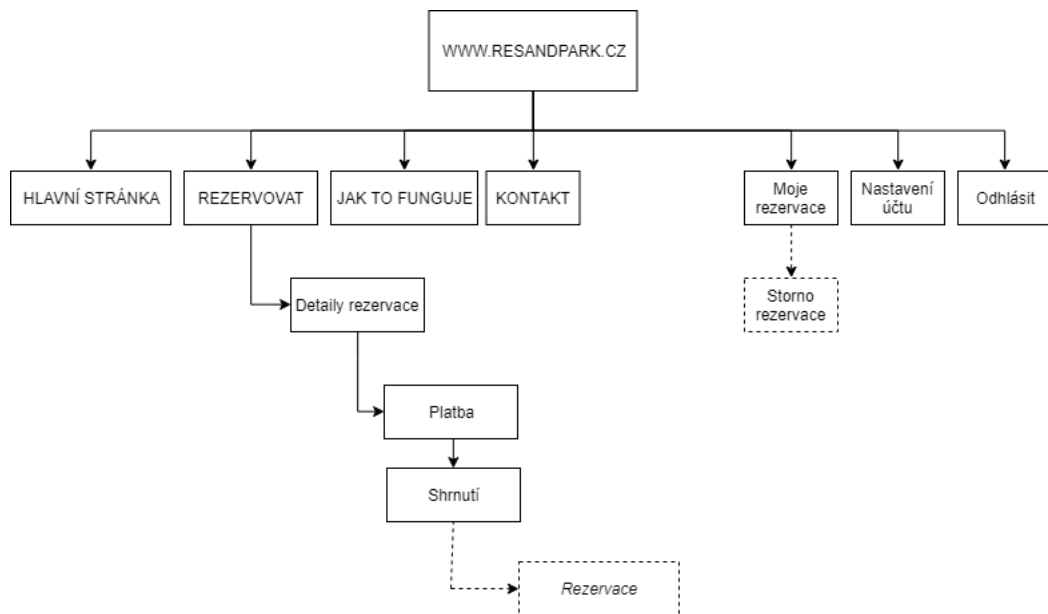 WWW.RESANDPARK.CZ
HLAVNÍ STRÁNKA
REZERVOVAT
JAK TO FUNGUJE
KONTAKT
Moje
rezervace
Nastavení
účtu
Odhlásit
Detaily rezervace
Storno
rezervace
Platba
Shrnutí
Rezervace